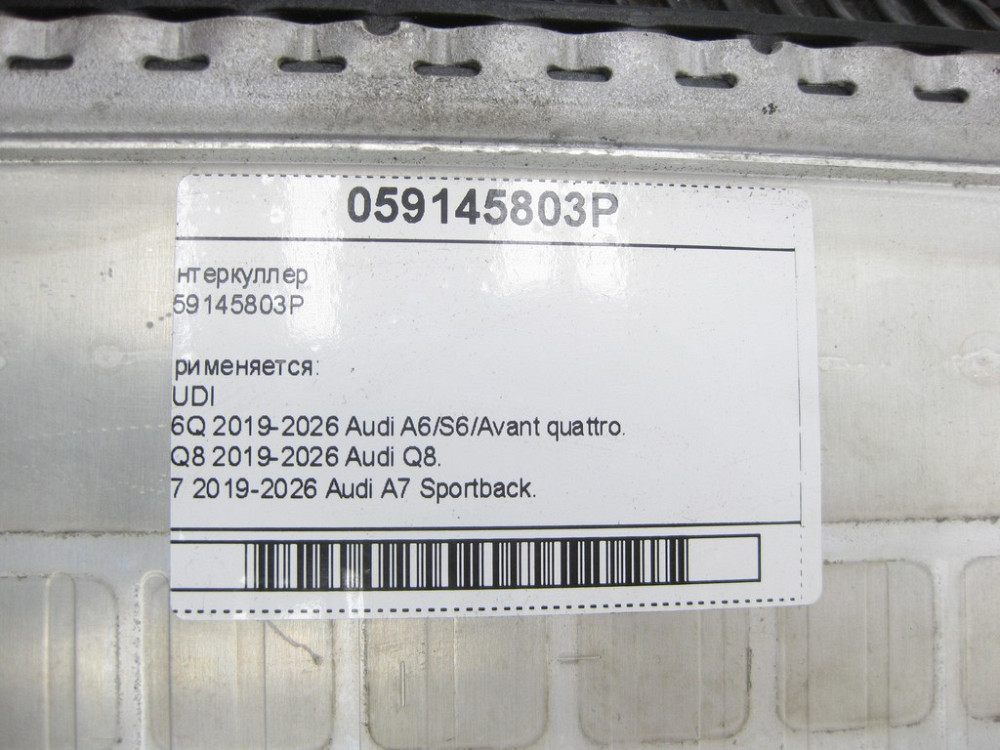 059145803P
нтеркуллер
59145803P
рименяется:
UDI
6Q 2019-2026 Audi A6/S6/Avant quattro.
Q8 2019-2026 Audi Q8.
7 2019-2026 Audi A7 Sportback.